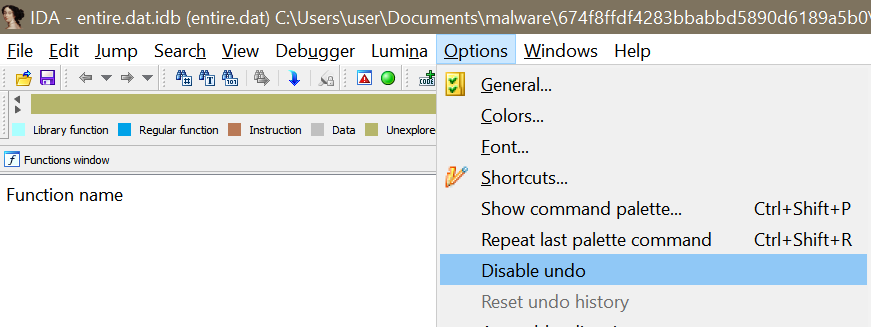 IDA - entire.dat.idb (entire.dat) C:\Users\user\Documents\malware\674f8ffdf4283bbabbd5890d6189a5b0\
File Edit Jump Search View Debugger Lumina Options Windows Help
General...
Colors...
Library function Regular function Instruction Data Unexplore
Font...
Functions window
Shortcuts...
Function name
Show command palette... Ctrl+Shift+P
Repeat last palette command Ctrl+Shift+R
Disable undo
Reset undo history